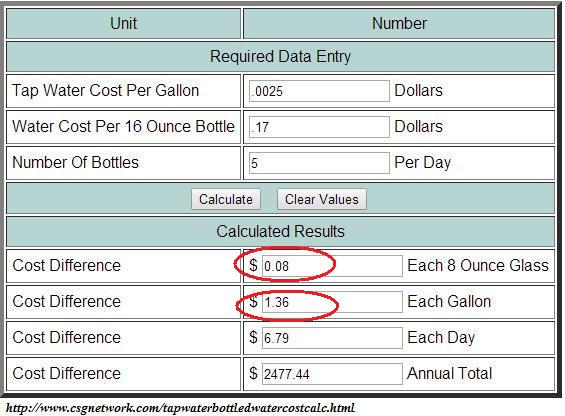 Unit Number
Required Data Entry
Tap Water Cost Per Gallon .0025 Dollars
Water Cost Per 16 Ounce Bottle .17 Dollars
Number Of Bottles 5 Per Day
Calculate Clear Values
Calculated Results
Cost Difference $ 0.08 Each 8 Ounce Glass
Cost Difference $ 1.36 Each Gallon
Cost Difference $ 6.79 Each Day
Cost Difference $ 2477.44 Annual Total
http://www.csgnetwork.com/tapwaterbottledwatercostcalc.html